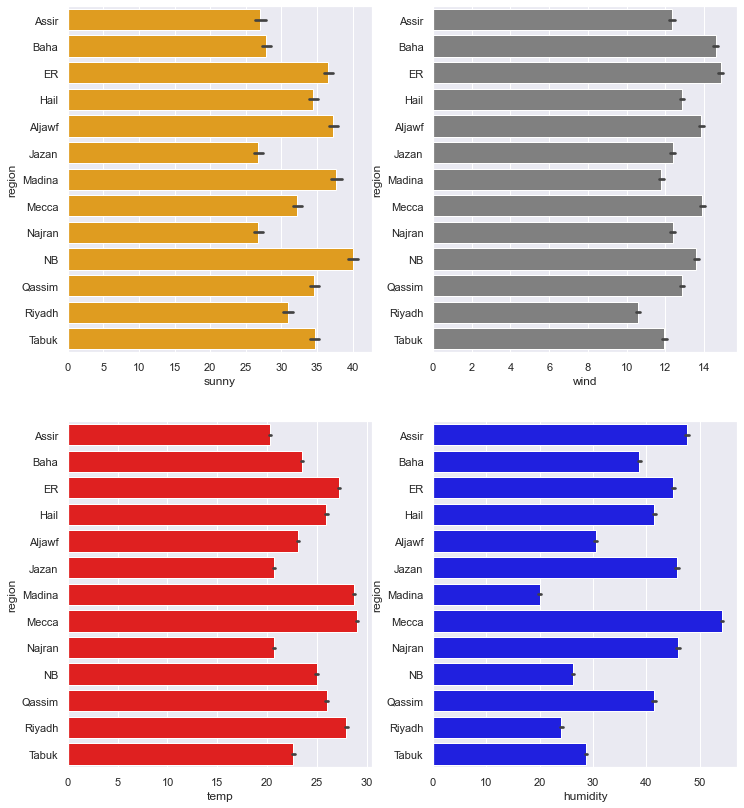 Assir
Baha
ER
Hail
Aljawf
Jazan
Madina
Mecca
Najran
NB
Qassim
Riyadh
Tabuk
region
0 5 10 15 20 25 30 35 40
sunny
Assir
Baha
ER
Hail
Aljawf
Jazan
Madina
Mecca
Najran
NB
Qassim
Riyadh
Tabuk
region
0 2 4 6 8 10 12 14
wind
Assir
Baha
ER
Hail
Aljawf
Jazan
Madina
Mecca
Najran
NB
Qassim
Riyadh
Tabuk
region
0 5 10 15 20 25 30
temp
Assir
Baha
ER
Hail
Aljawf
Jazan
Madina
Mecca
Najran
NB
Qassim
Riyadh
Tabuk
region
0 10 20 30 40 50
humidity